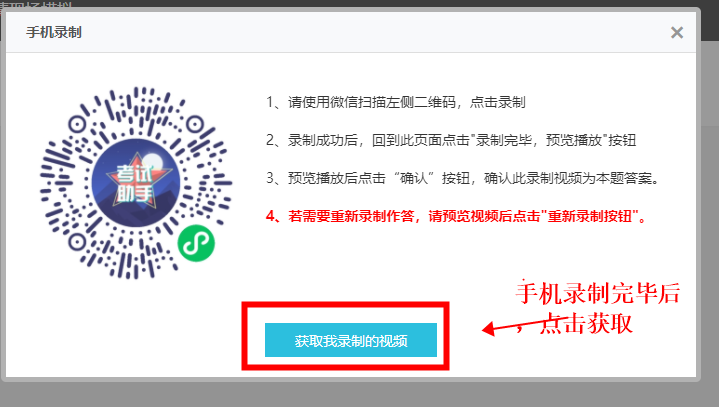 手机录制
考试
助手
1、请使用微信扫描左侧二维码，点击录制
2、录制成功后，回到此页面点击"录制完毕，预览播放"按钮
3、预览播放后点击“确认”按钮，确认此录制视频为本题答案。
4、若需要重新录制作答，请预览视频后点击"重新录制按钮"。
手机录制完毕后
，点击获取
获取我录制的视频